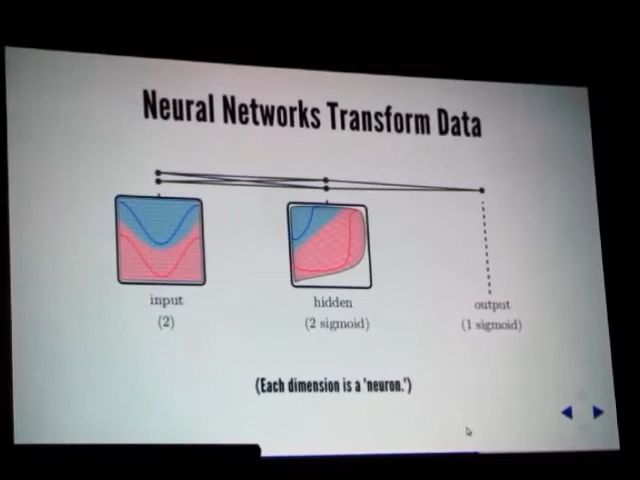 Neural Networks Transform Data
input
(2)
hidden
(2 sigmoid)
output
(1 sigmoid)
(Each dimension is a 'neuron.')